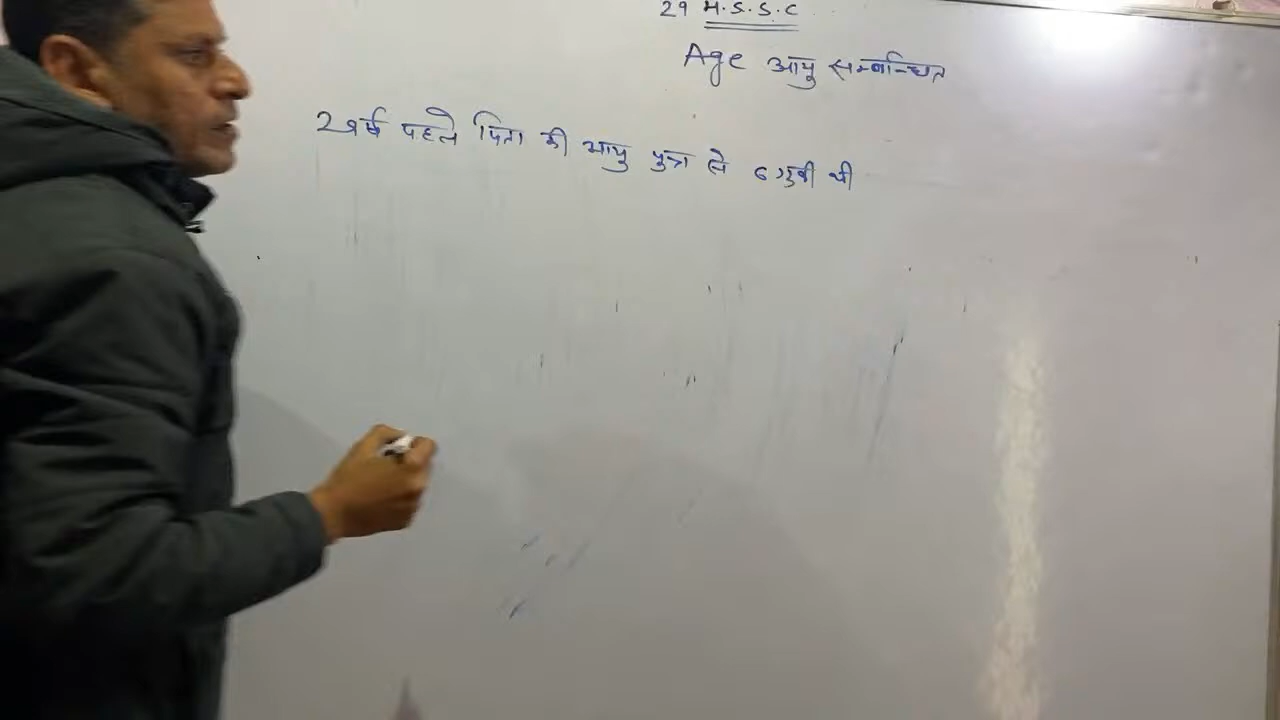 29 H.S.S.C
Age आयु सम्बन्धित
2 वर्ष पहले पिता की आयु पुत्र से 6 गुनी थी